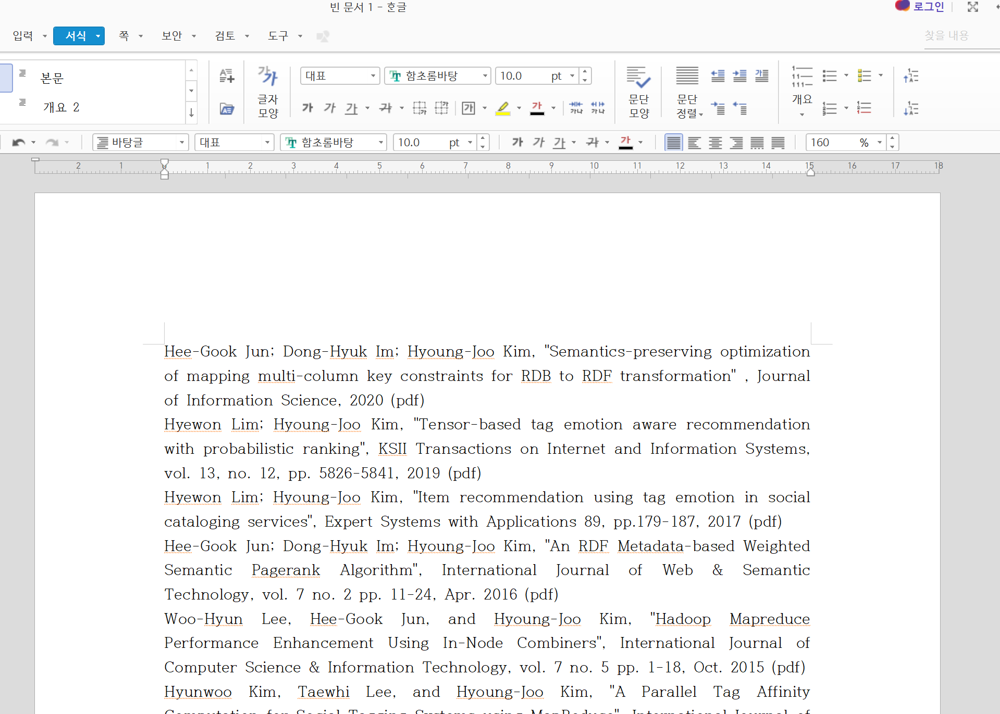 빈 문서 1 - 한글
로그인
입력 서식 쪽 보안 검토 도구 찾을 내용
본문
개요 2
글자
모양
대표 함초롬바탕 10.0 pt
가 가 가 가 가 가
문단
모양
문단
정렬
개요
바탕글 대표 함초롬바탕 10.0 pt 가 가 가 가 가 160 %
2 1 0 1 2 3 4 5 6 7 8 9 10 11 12 13 14 15 16 17 18
Hee-Gook Jun; Dong-Hyuk Im; Hyoung-Joo Kim, "Semantics-preserving optimization
of mapping multi-column key constraints for RDB to RDF transformation" , Journal
of Information Science, 2020 (pdf)
Hyewon Lim; Hyoung-Joo Kim, "Tensor-based tag emotion aware recommendation
with probabilistic ranking", KSII Transactions on Internet and Information Systems,
vol. 13, no. 12, pp. 5826-5841, 2019 (pdf)
Hyewon Lim; Hyoung-Joo Kim, "Item recommendation using tag emotion in social
cataloging services", Expert Systems with Applications 89, pp.179-187, 2017 (pdf)
Hee-Gook Jun; Dong-Hyuk Im; Hyoung-Joo Kim, "An RDF Metadata-based Weighted
Semantic Pagerank Algorithm", International Journal of Web & Semantic
Technology, vol. 7 no. 2 pp. 11-24, Apr. 2016 (pdf)
Woo-Hyun Lee, Hee-Gook Jun, and Hyoung-Joo Kim, "Hadoop Mapreduce
Performance Enhancement Using In-Node Combiners", International Journal of
Computer Science & Information Technology, vol. 7 no. 5 pp. 1-18, Oct. 2015 (pdf)
Hyunwoo Kim, Taewhi Lee, and Hyoung-Joo Kim, "A Parallel Tag Affinity
Computation for Social Tagging Systems using MapReduce", International Journal of